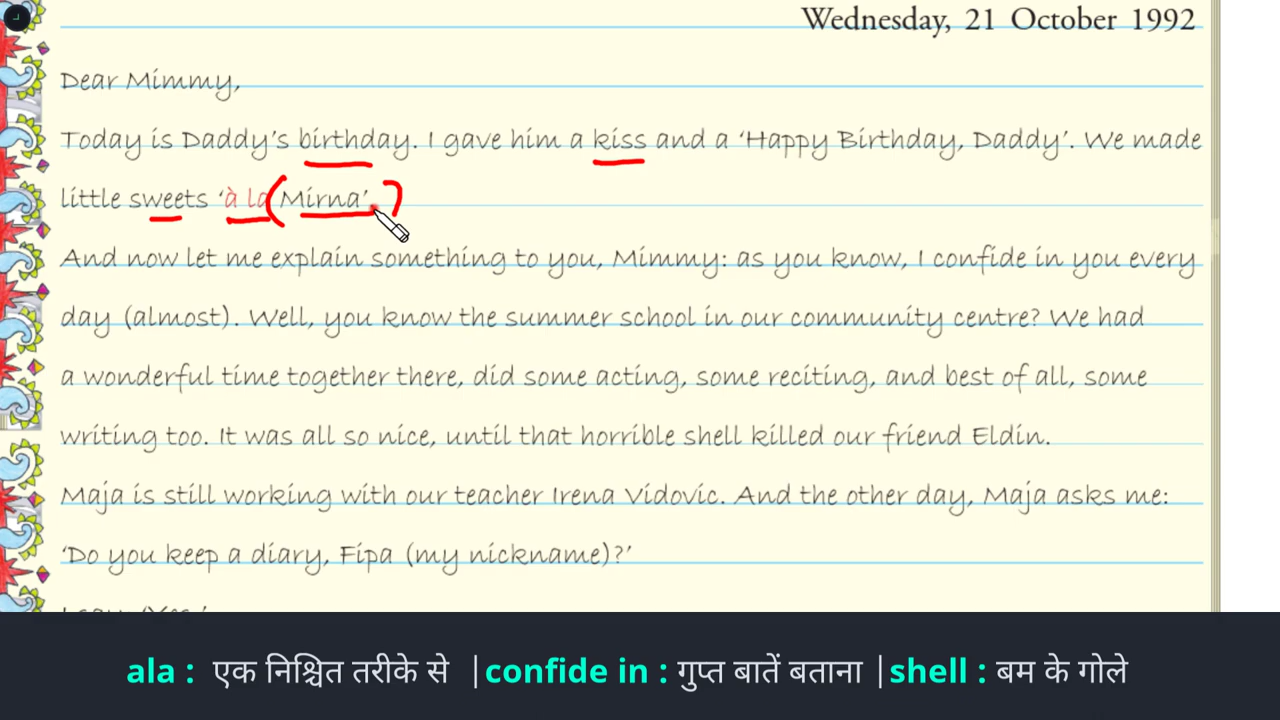 Wednesday, 21 October 1992
Dear Mimmy,
Today is Daddy's birthday. I gave him a kiss and a 'Happy Birthday, Daddy'. We made
little sweets 'à la Mirna'.
And now let me explain something to you, Mimmy: as you know, I confide in you every
day (almost). Well, you know the summer school in our community centre? We had
a wonderful time together there, did some acting, some reciting, and best of all, some
writing too. It was all so nice, until that horrible shell killed our friend Eldin.
Maja is still working with our teacher Irena Vidovic. And the other day, Maja asks me:
'Do you keep a diary, Fipa (my nickname)?'
ala : एक निश्चित तरीके से | confide in : गुप्त बातें बताना | shell : बम के गोले